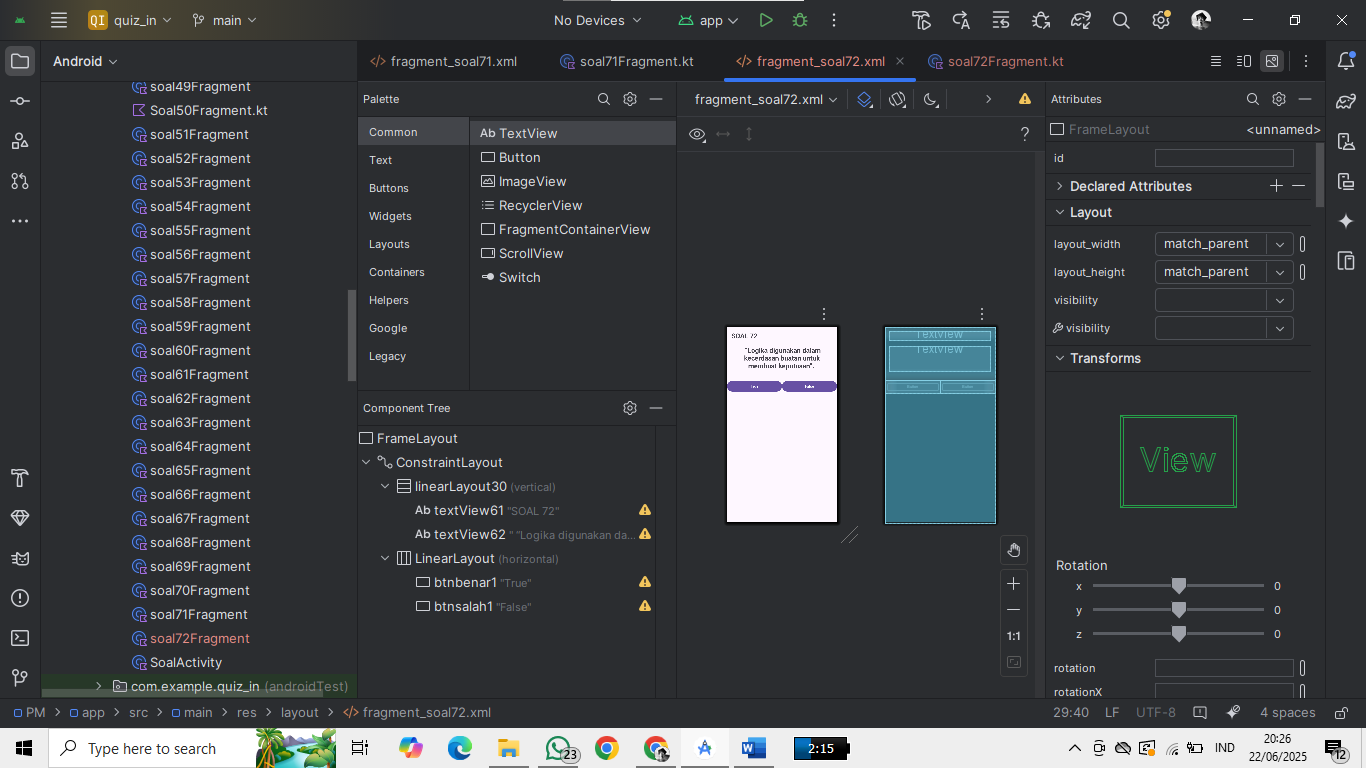 QI quiz_in main No Devices app
Android
fragment_soal71.xml soal71Fragment.kt fragment_soal72.xml soal72Fragment.kt
soal49Fragment
Soal50Fragment.kt
soal51Fragment
soal52Fragment
soal53Fragment
soal54Fragment
soal55Fragment
soal56Fragment
soal57Fragment
soal58Fragment
soal59Fragment
soal60Fragment
soal61Fragment
soal62Fragment
soal63Fragment
soal64Fragment
soal65Fragment
soal66Fragment
soal67Fragment
soal68Fragment
soal69Fragment
soal70Fragment
soal71Fragment
soal72Fragment
SoalActivity
com.example.quiz_in (androidTest)
Palette
Common
Text
Buttons
Widgets
Layouts
Containers
Helpers
Google
Legacy
Ab TextView
Button
ImageView
RecyclerView
FragmentContainerView
ScrollView
Switch
Component Tree
FrameLayout
ConstraintLayout
linearLayout30 (vertical)
Ab textView61 "SOAL 72"
Ab textView62 " "Logika digunakan da...
LinearLayout (horizontal)
btnbenar1 "True"
btnsalah1 "False"
fragment_soal72.xml
?
SOAL 72
"Logika digunakan dalam
kecerdasan buatan untuk
membuat keputusan".
TextView
TextView
1:1
Attributes
FrameLayout <unnamed>
id
Declared Attributes
Layout
layout_width match_parent
layout_height match_parent
visibility
visibility
Transforms
View
Rotation
x 0
y 0
z 0
rotation
rotationX
PM > app > src > main > res > layout > fragment_soal72.xml
29:40 LF UTF-8 4 spaces
Type here to search
23
2:15
IND
20:26
22/06/2025
12